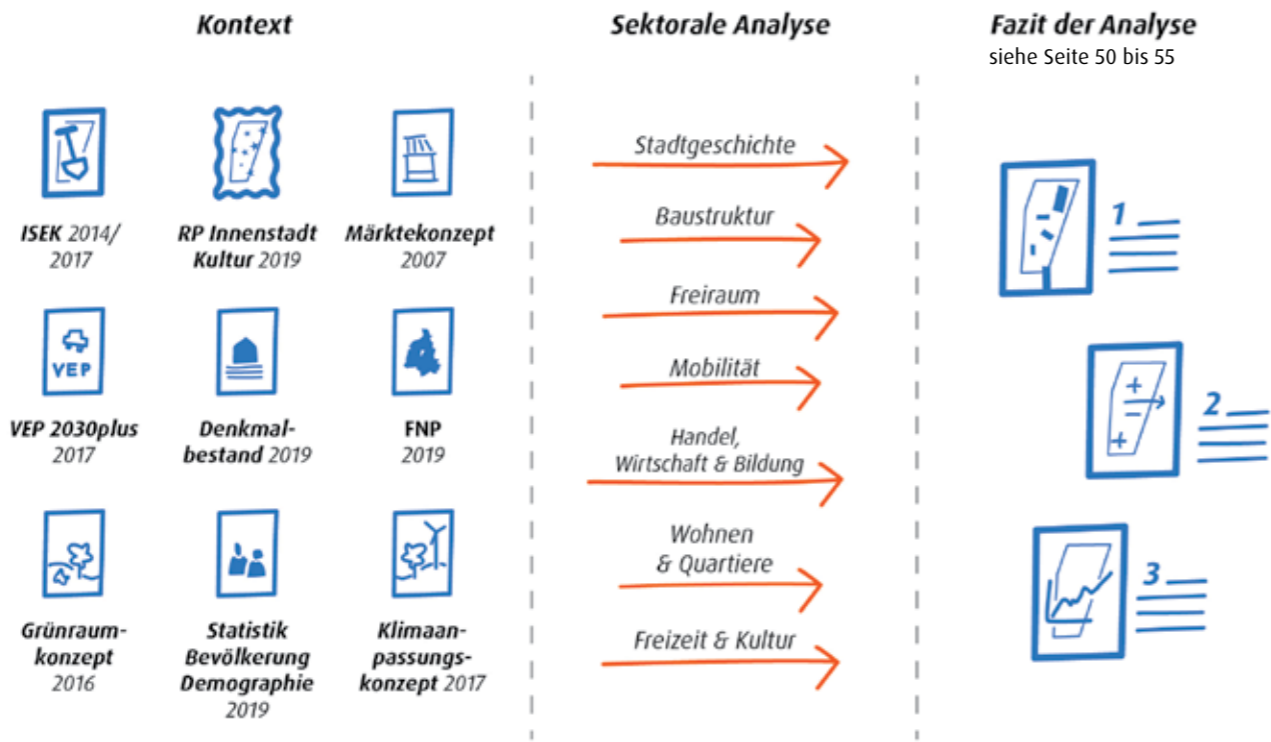 Kontext
ISEK 2014/
2017
RP Innenstadt
Kultur 2019
Märktekonzept
2007
VEP
VEP 2030plus
2017
Denkmal-
bestand 2019
FNP
2019
Grünraum-
konzept
2016
Statistik
Bevölkerung
Demographie
2019
Klimaan-
passungs-
konzept 2017
Sektorale Analyse
Stadtgeschichte
Baustruktur
Freiraum
Mobilität
Handel,
Wirtschaft & Bildung
Wohnen
& Quartiere
Freizeit & Kultur
Fazit der Analyse
siehe Seite 50 bis 55
1
2
3